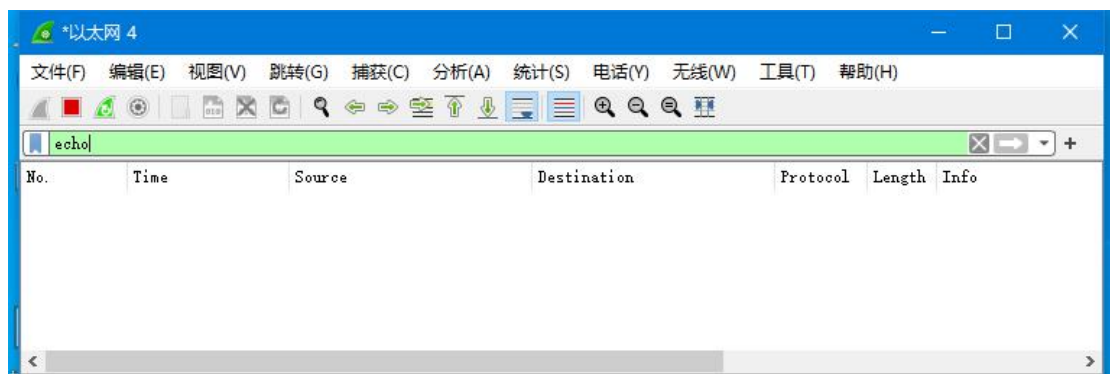 *以太网 4
文件(F) 编辑(E) 视图(V) 跳转(G) 捕获(C) 分析(A) 统计(S) 电话(Y) 无线(W) 工具(T) 帮助(H)
echo
No. Time Source Destination Protocol Length Info